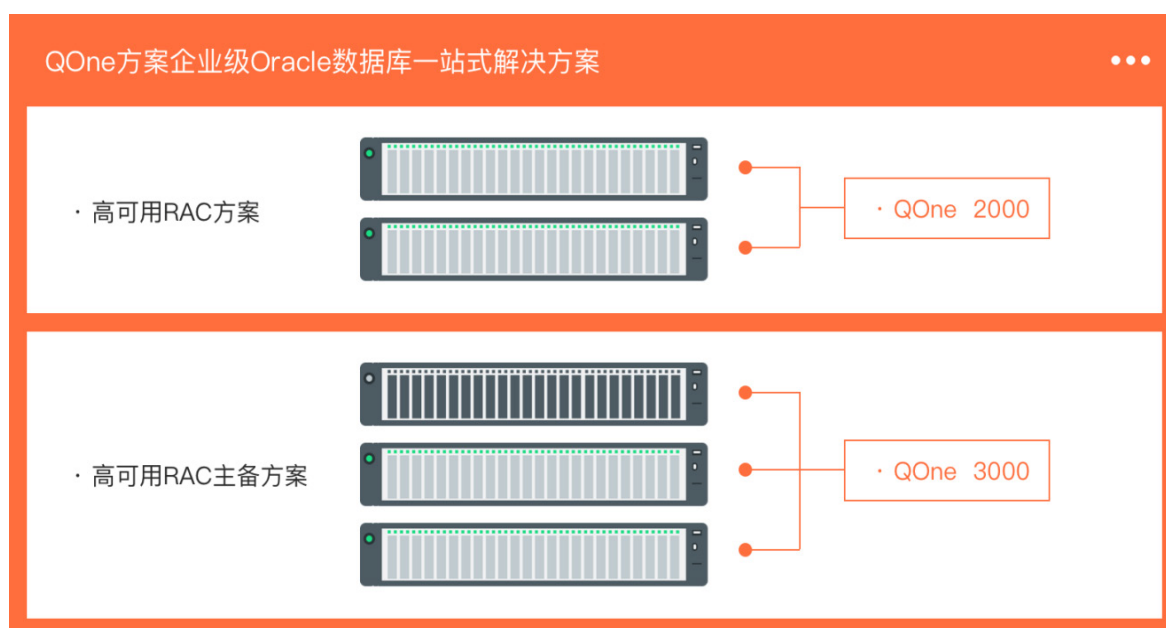 QOne方案企业级Oracle数据库一站式解决方案
· 高可用RAC方案
· QOne 2000
· 高可用RAC主备方案
· QOne 3000